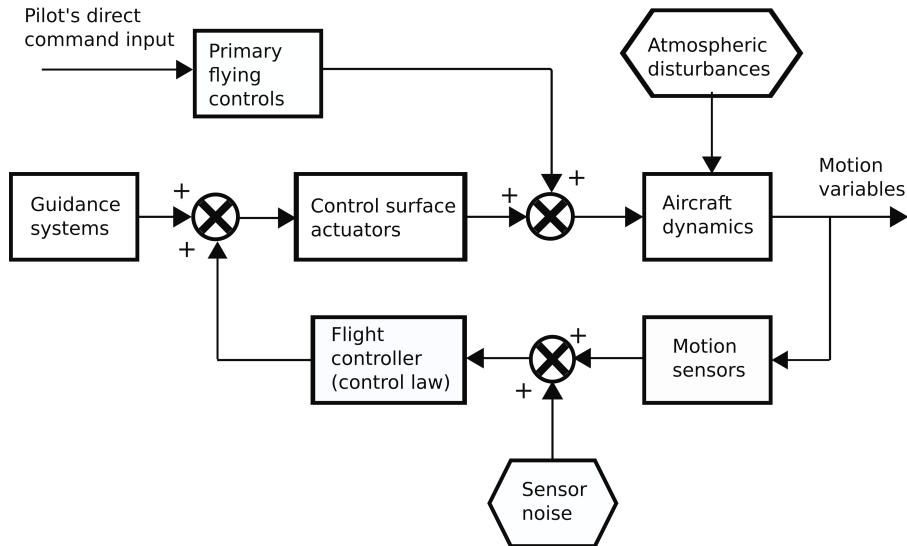 Pilot's direct
command input
Primary
flying
controls
Atmospheric
disturbances
Motion
variables
+
+
+
+
Guidance
systems
Control surface
actuators
Aircraft
dynamics
Flight
controller
(control law)
+
+
Motion
sensors
Sensor
noise